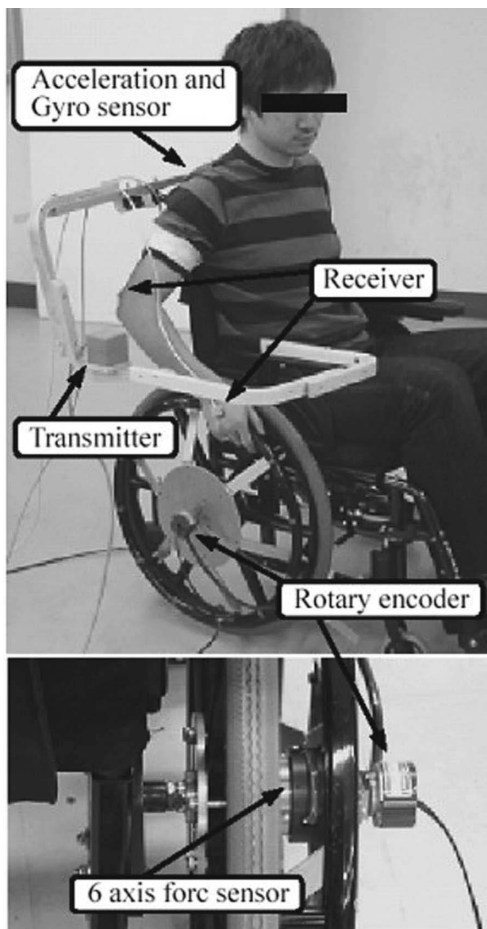 Acceleration and
Gyro sensor
Receiver
Transmitter
Rotary encoder
6 axis forc sensor